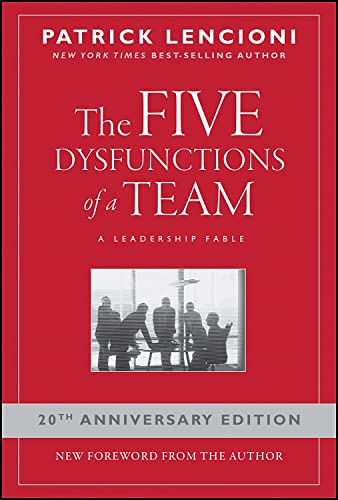 PATRICK LENCIONI
NEW YORK TIMES BEST-SELLING AUTHOR
The FIVE
DYSFUNCTIONS
of a TEAM
A LEADERSHIP FABLE
20TH ANNIVERSARY EDITION
NEW FOREWORD FROM THE AUTHOR